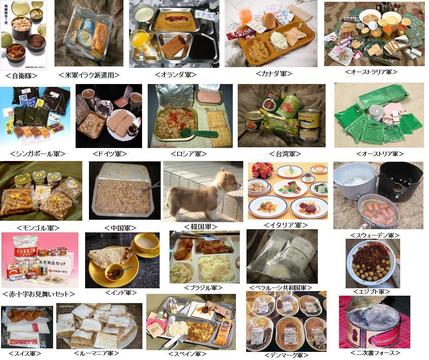 ＜自衛隊＞
＜米軍イラク派遣用＞
＜オランダ軍＞
＜カナダ軍＞
＜オーストラリア軍＞
＜シンガポール軍＞
＜ドイツ軍＞
＜ロシア軍＞
＜台湾軍＞
＜オーストリア軍＞
＜モンゴル軍＞
＜中国軍＞
＜韓国軍＞
＜イタリア軍＞
＜スウェーデン軍＞
＜赤十字お見舞いセット＞
＜インド軍＞
＜ブラジル軍＞
＜ベラルーシ共和国軍＞
＜エジプト軍＞
＜スイス軍＞
＜ルーマニア軍＞
＜スペイン軍＞
＜デンマーク軍＞
＜二次裏フォース＞